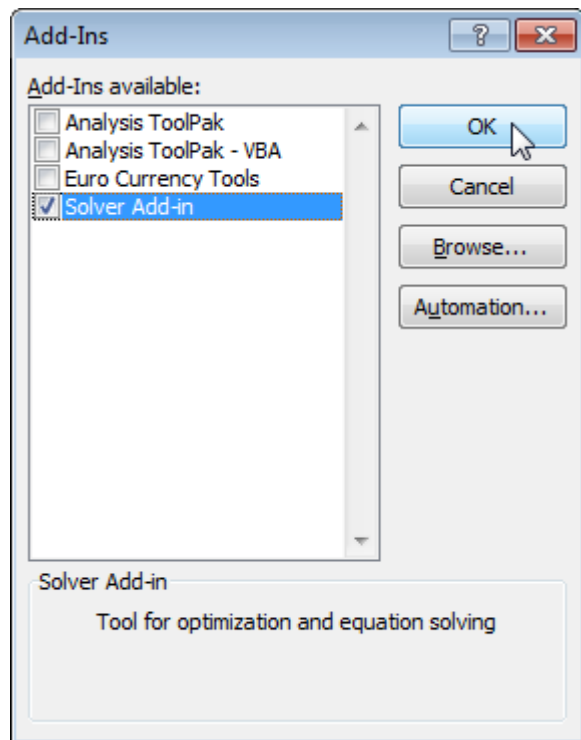 Add-Ins
Add-Ins available:
Analysis ToolPak
Analysis ToolPak - VBA
Euro Currency Tools
Solver Add-in
OK
Cancel
Browse...
Automation...
Solver Add-in
Tool for optimization and equation solving